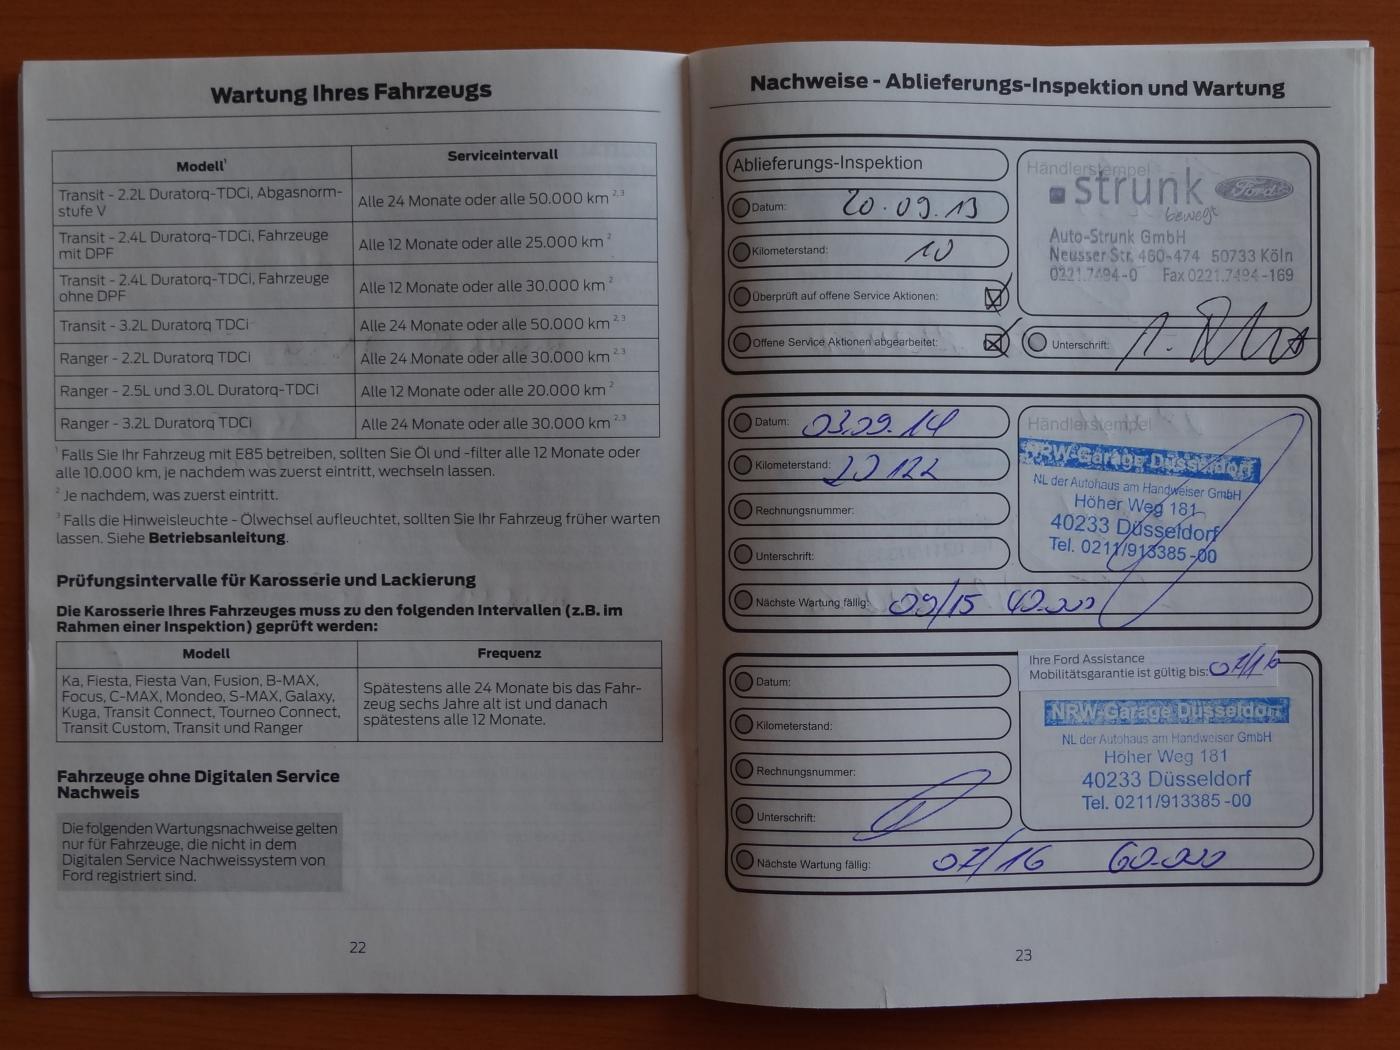 Wartung Ihres Fahrzeugs
Modell¹
Serviceintervall
Transit - 2.2L Duratorq-TDCi, Abgasnorm-
stufe V
Alle 24 Monate oder alle 50.000 km ²,³
Transit - 2.4L Duratorq-TDCi, Fahrzeuge
mit DPF
Alle 12 Monate oder alle 25.000 km ²
Transit - 2.4L Duratorq-TDCi, Fahrzeuge
ohne DPF
Alle 12 Monate oder alle 30.000 km ²
Transit - 3.2L Duratorq TDCi
Alle 24 Monate oder alle 50.000 km ²,³
Ranger - 2.2L Duratorq TDCi
Alle 24 Monate oder alle 30.000 km ²,³
Ranger - 2.5L und 3.0L Duratorq-TDCi
Alle 12 Monate oder alle 20.000 km ²
Ranger - 3.2L Duratorq TDCi
Alle 24 Monate oder alle 30.000 km ²,³
¹ Falls Sie Ihr Fahrzeug mit E85 betreiben, sollten Sie Öl und -filter alle 12 Monate oder
alle 10.000 km, je nachdem was zuerst eintritt, wechseln lassen.
² Je nachdem, was zuerst eintritt.
³ Falls die Hinweisleuchte - Ölwechsel aufleuchtet, sollten Sie Ihr Fahrzeug früher warten
lassen. Siehe Betriebsanleitung.
Prüfungsintervalle für Karosserie und Lackierung
Die Karosserie Ihres Fahrzeuges muss zu den folgenden Intervallen (z.B. im
Rahmen einer Inspektion) geprüft werden:
Modell
Frequenz
Ka, Fiesta, Fiesta Van, Fusion, B-MAX,
Focus, C-MAX, Mondeo, S-MAX, Galaxy,
Kuga, Transit Connect, Tourneo Connect,
Transit Custom, Transit und Ranger
Spätestens alle 24 Monate bis das Fahr-
zeug sechs Jahre alt ist und danach
spätestens alle 12 Monate.
Fahrzeuge ohne Digitalen Service
Nachweis
Die folgenden Wartungsnachweise gelten
nur für Fahrzeuge, die nicht in dem
Digitalen Service Nachweissystem von
Ford registriert sind.
22
Nachweise - Ablieferungs-Inspektion und Wartung
Ablieferungs-Inspektion
Datum: 20.09.13
Kilometerstand: 10
Überprüft auf offene Service Aktionen:
Offene Service Aktionen abgearbeitet:
Händlerstempel
strunk Ford
bewegt
Auto-Strunk GmbH
Neusser Str. 460-474 50733 Köln
0221.7494-0 Fax 0221.7494-169
Unterschrift:
Datum: 03.09.14
Kilometerstand: 20122
Rechnungsnummer:
Unterschrift:
Nächste Wartung fällig: 09/15 40.000
Händlerstempel
NRW-Garage Düsseldorf
NL der Autohaus am Handweiser GmbH
Höher Weg 181
40233 Düsseldorf
Tel. 0211/913385-00
Datum:
Kilometerstand:
Rechnungsnummer:
Unterschrift:
Nächste Wartung fällig: 07/16 60.000
Ihre Ford Assistance
Mobilitätsgarantie ist gültig bis: 07/16
NRW-Garage Düsseldorf
NL der Autohaus am Handweiser GmbH
Höher Weg 181
40233 Düsseldorf
Tel. 0211/913385-00
23